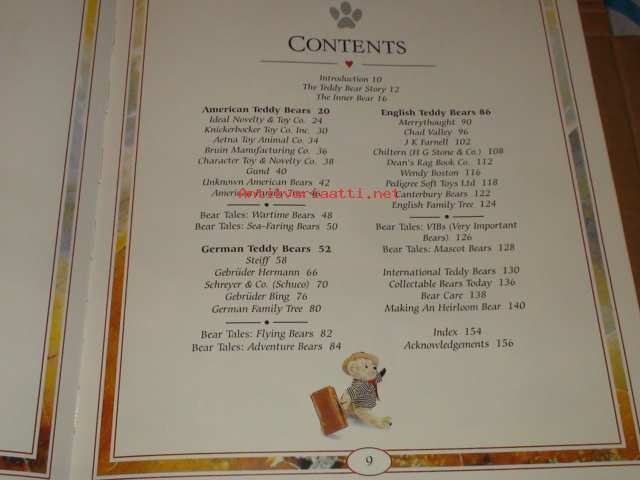 CONTENTS
Introduction 10
The Teddy Bear Story 12
The Inner Bear 16
American Teddy Bears 20
Ideal Novelty & Toy Co. 24
Knickerbocker Toy Co. Inc. 30
Aetna Toy Animal Co. 34
Bruin Manufacturing Co. 36
Character Toy & Novelty Co. 38
Gund 40
Unknown American Bears 42
American Family Tree 46
Bear Tales: Wartime Bears 48
Bear Tales: Sea-Faring Bears 50
German Teddy Bears 52
Steiff 58
Gebrüder Hermann 66
Schreyer & Co. (Schuco) 70
Gebrüder Bing 76
German Family Tree 80
Bear Tales: Flying Bears 82
Bear Tales: Adventure Bears 84
English Teddy Bears 86
Merrythought 90
Chad Valley 96
J K Farnell 102
Chiltern (H G Stone & Co.) 108
Dean's Rag Book Co. 112
Wendy Boston 116
Pedigree Soft Toys Ltd 118
Canterbury Bears 122
English Family Tree 124
Bear Tales: VIBs (Very Important
Bears) 126
Bear Tales: Mascot Bears 128
International Teddy Bears 130
Collectable Bears Today 136
Bear Care 138
Making An Heirloom Bear 140
Index 154
Acknowledgements 156
9
Antikvariaatti.net